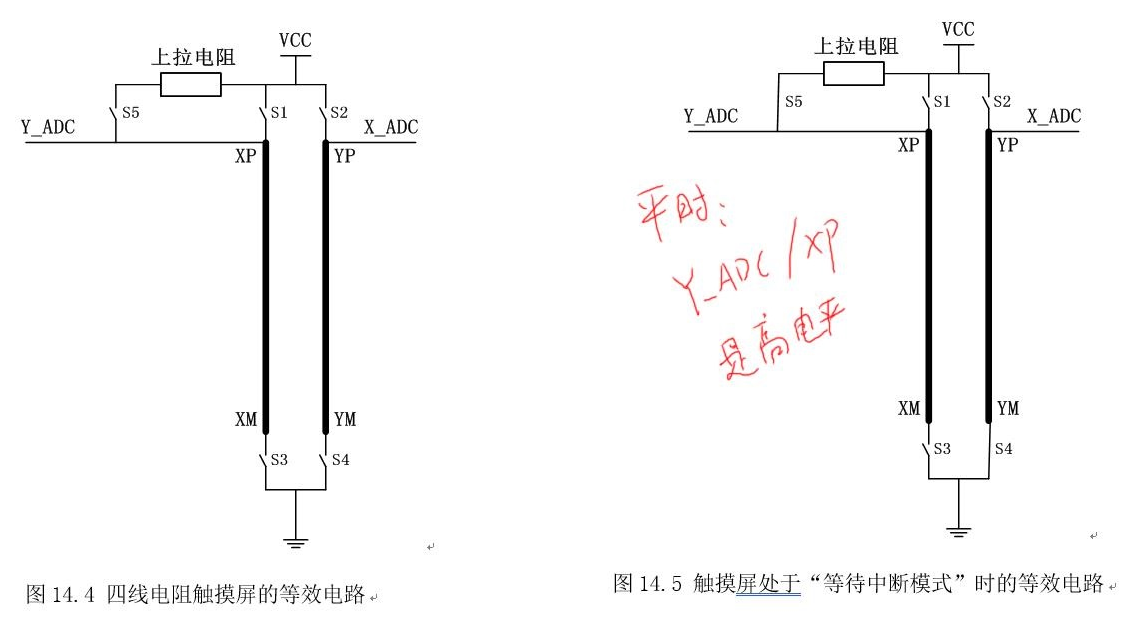 VCC
上拉电阻
S5
S1
S2
Y_ADC
X_ADC
XP
YP
XM
YM
S3
S4
图 14.4 四线电阻触摸屏的等效电路
VCC
上拉电阻
S5
S1
S2
Y_ADC
X_ADC
XP
YP
平时:
Y_ADC/XP
是高电平
XM
YM
S3
S4
图 14.5 触摸屏处于“等待中断模式”时的等效电路